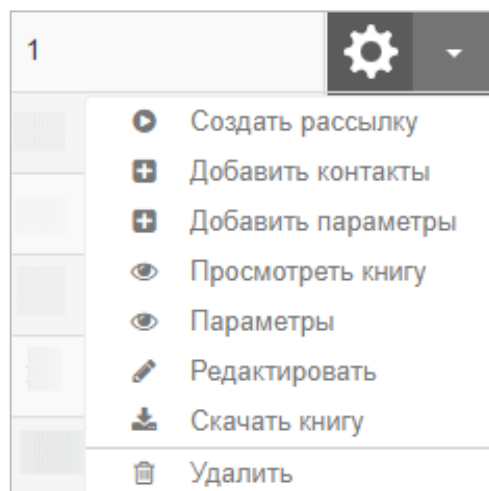 1
Создать рассылку
Добавить контакты
Добавить параметры
Просмотреть книгу
Параметры
Редактировать
Скачать книгу
Удалить